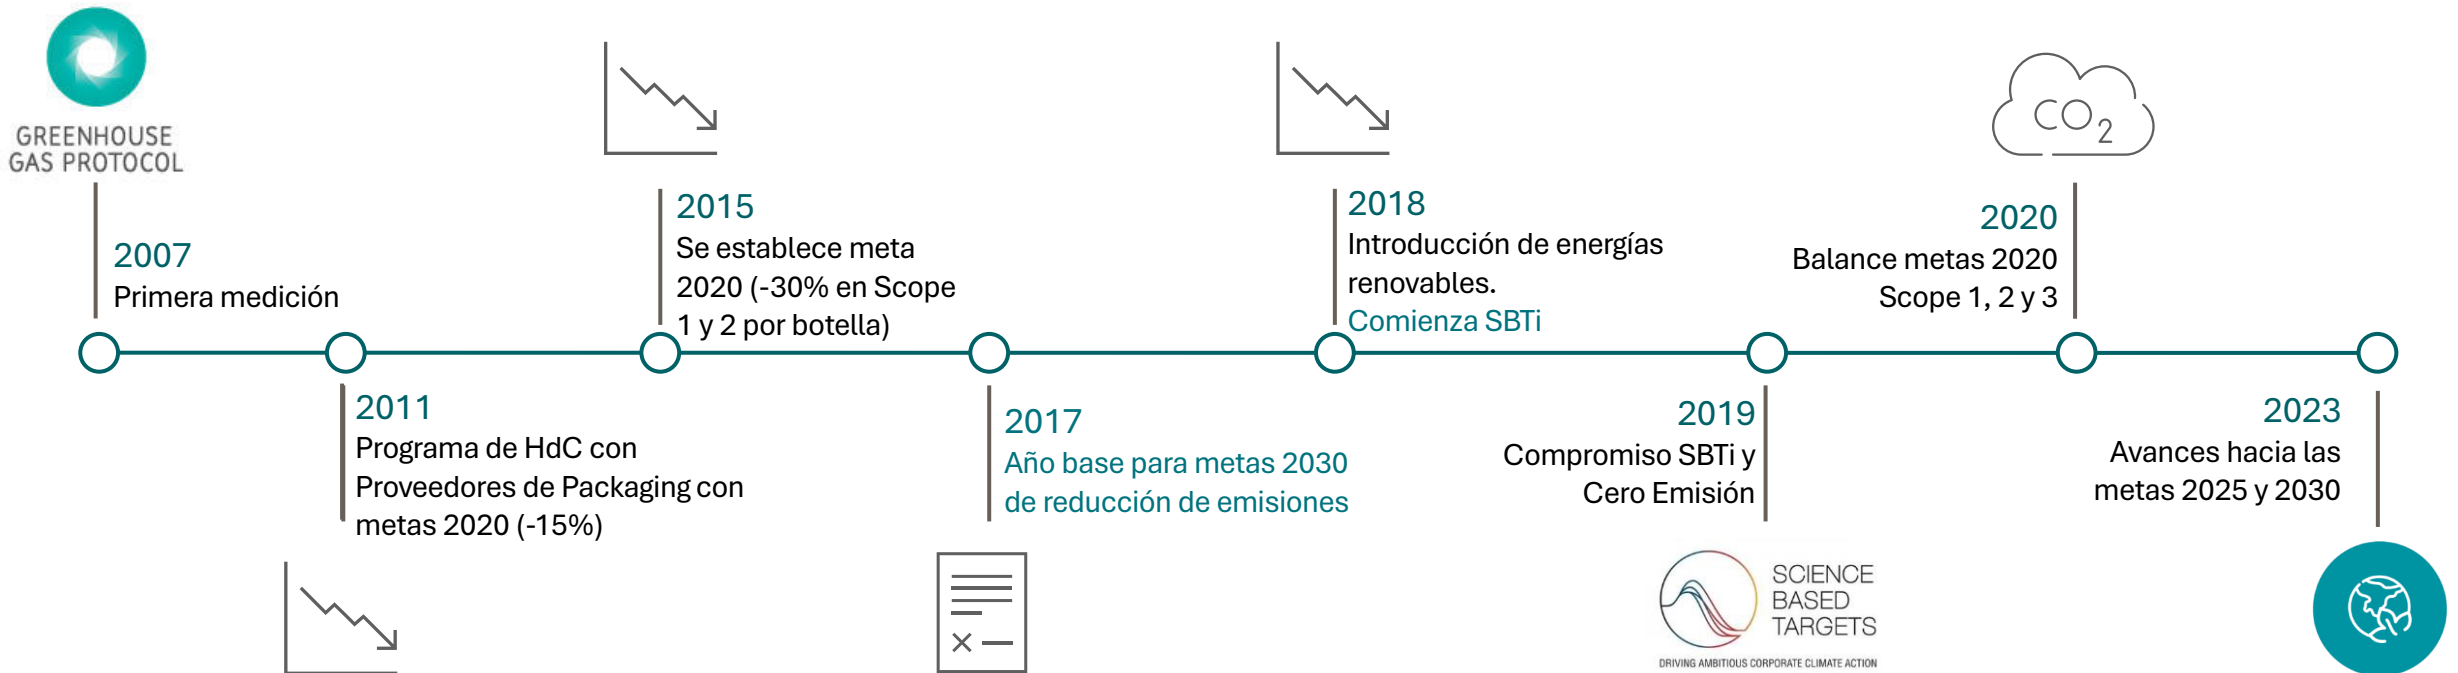 GREENHOUSE
GAS PROTOCOL
2007
Primera medición
2011
Programa de HdC con
Proveedores de Packaging con
metas 2020 (-15%)
2015
Se establece meta
2020 (-30% en Scope
1 y 2 por botella)
2017
Año base para metas 2030
de reducción de emisiones
2018
Introducción de energías
renovables.
Comienza SBTi
2019
Compromiso SBTi y
Cero Emisión
SCIENCE
BASED
TARGETS
DRIVING AMBITIOUS CORPORATE CLIMATE ACTION
CO2
2020
Balance metas 2020
Scope 1, 2 y 3
2023
Avances hacia las
metas 2025 y 2030